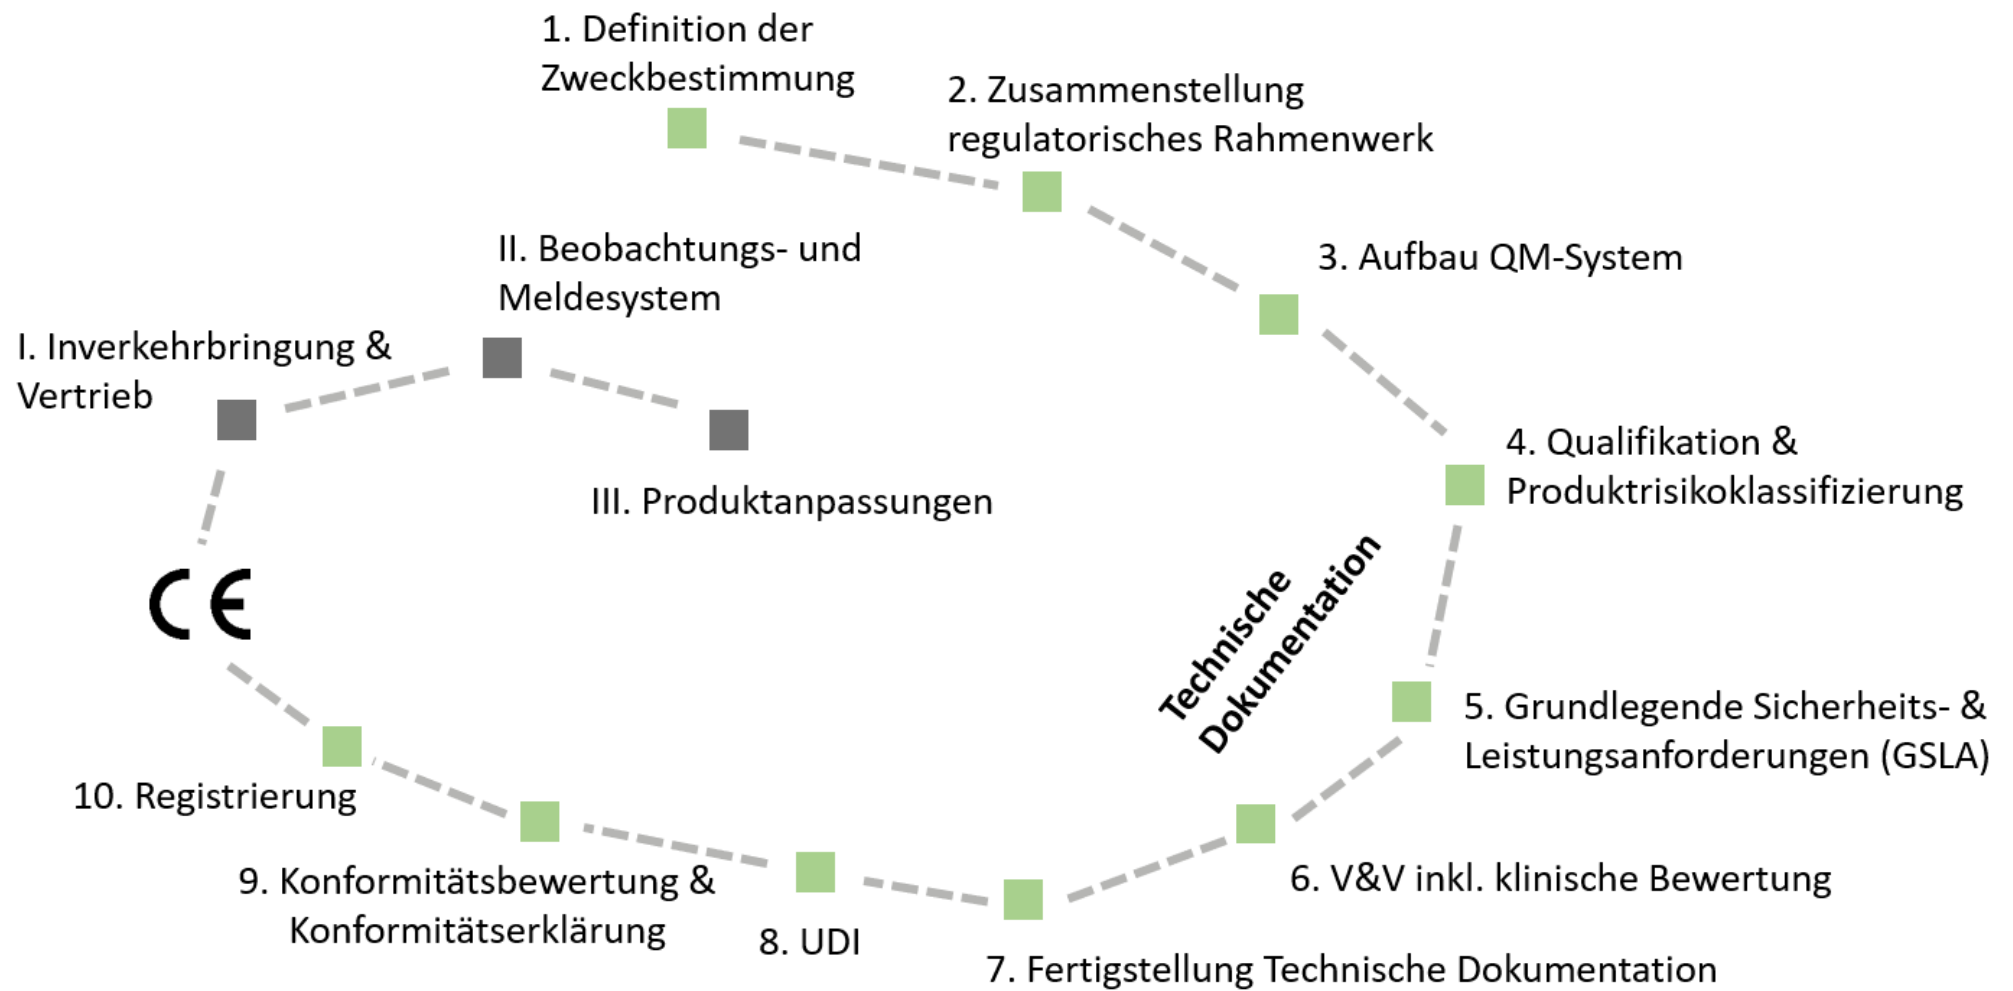 1. Definition der
Zweckbestimmung
2. Zusammenstellung
regulatorisches Rahmenwerk
3. Aufbau QM-System
4. Qualifikation &
Produktrisikoklassifizierung
5. Grundlegende Sicherheits- &
Leistungsanforderungen (GSLA)
6. V&V inkl. klinische Bewertung
7. Fertigstellung Technische Dokumentation
Technische
Dokumentation
8. UDI
9. Konformitätsbewertung &
Konformitätserklärung
10. Registrierung
CE
I. Inverkehrbringung &
Vertrieb
II. Beobachtungs- und
Meldesystem
III. Produktanpassungen